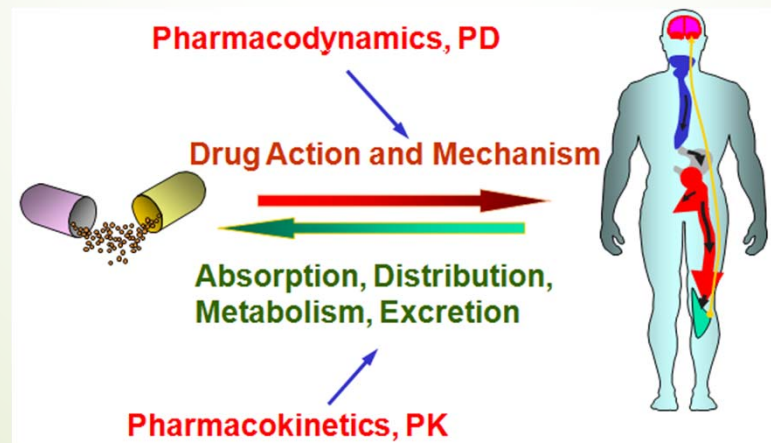 Pharmacodynamics, PD
Drug Action and Mechanism
Absorption, Distribution,
Metabolism, Excretion
Pharmacokinetics, PK